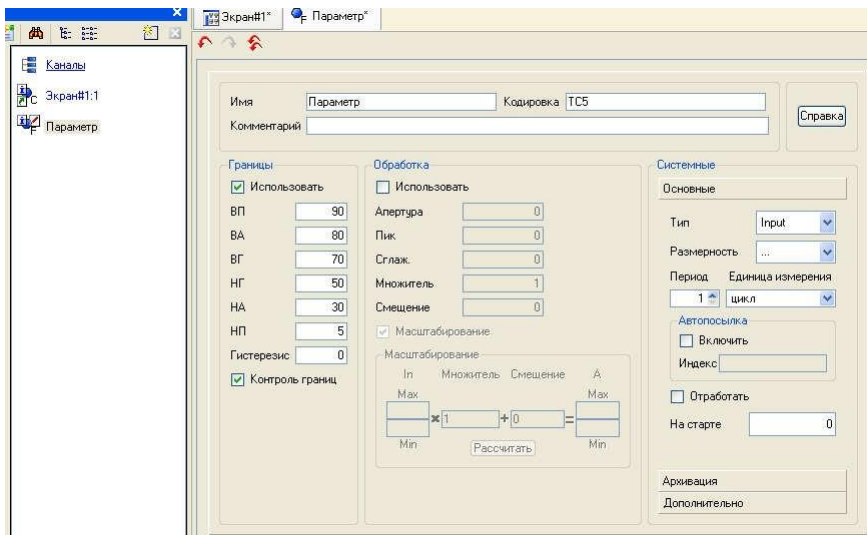 Экран#1* Параметр*
Каналы
Экран#1:1
Параметр
Имя Параметр Кодировка TC5
Комментарий
Справка
Границы
Использовать
ВП 90
ВА 80
ВГ 70
НГ 50
НА 30
НП 5
Гистерезис 0
Контроль границ
Обработка
Использовать
Апертура 0
Пик 0
Сглаж. 0
Множитель 1
Смещение 0
Масштабирование
Масштабирование
In Множитель Смещение A
Max Max
× 1 + 0 =
Min Рассчитать Min
Системные
Основные
Тип Input
Размерность ...
Период Единица измерения
1 цикл
Автопосылка
Включить
Индекс
Отработать
На старте 0
Архивация
Дополнительно